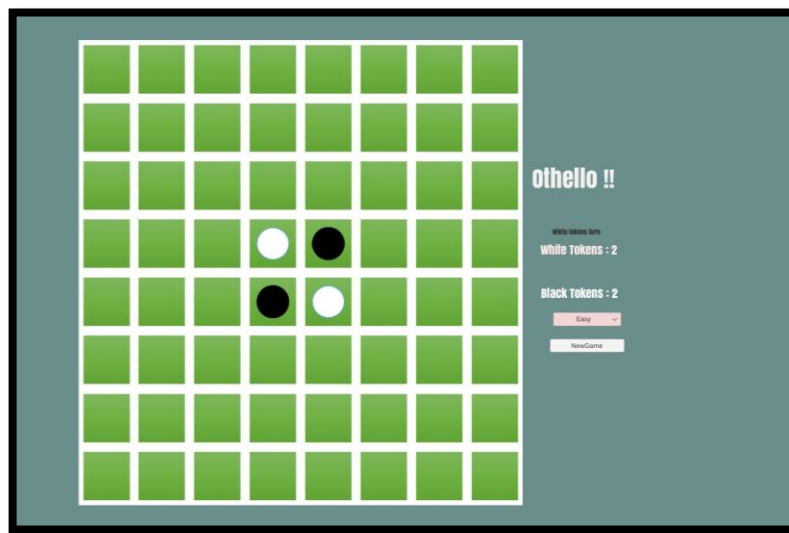 Othello !!
White Tokens Turn
White Tokens : 2
Black Tokens : 2
Easy
NewGame